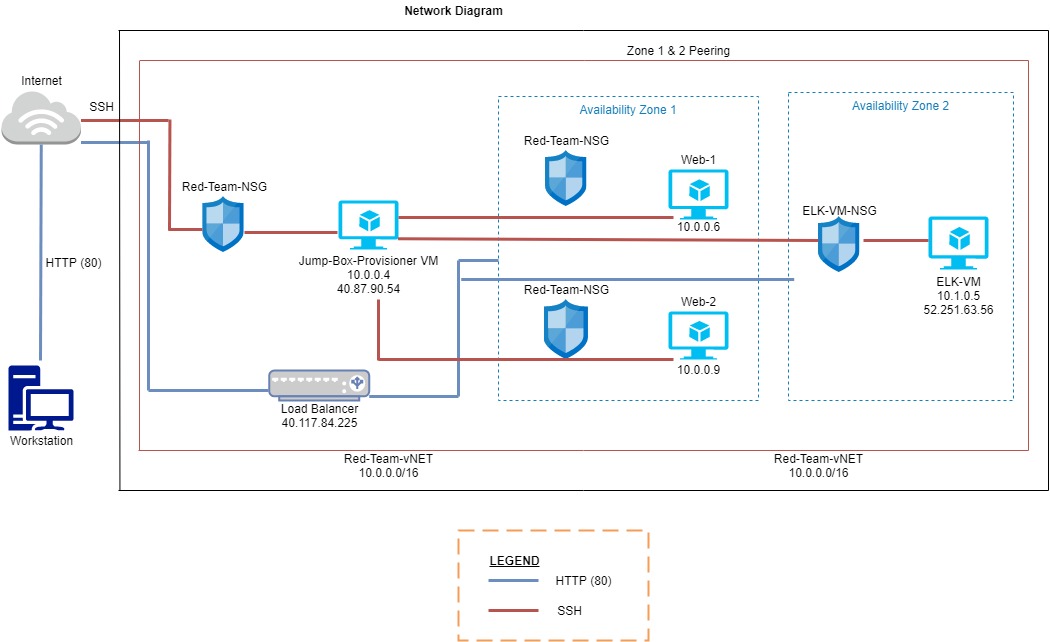 Network Diagram
Zone 1 & 2 Peering
Internet
SSH
Availability Zone 1
Availability Zone 2
Red-Team-NSG
Web-1
10.0.0.6
Red-Team-NSG
ELK-VM-NSG
Jump-Box-Provisioner VM
10.0.0.4
40.87.90.54
HTTP (80)
ELK-VM
10.1.0.5
52.251.63.56
Red-Team-NSG
Web-2
10.0.0.9
Load Balancer
40.117.84.225
Workstation
Red-Team-vNET
10.0.0.0/16
Red-Team-vNET
10.0.0.0/16
LEGEND
HTTP (80)
SSH